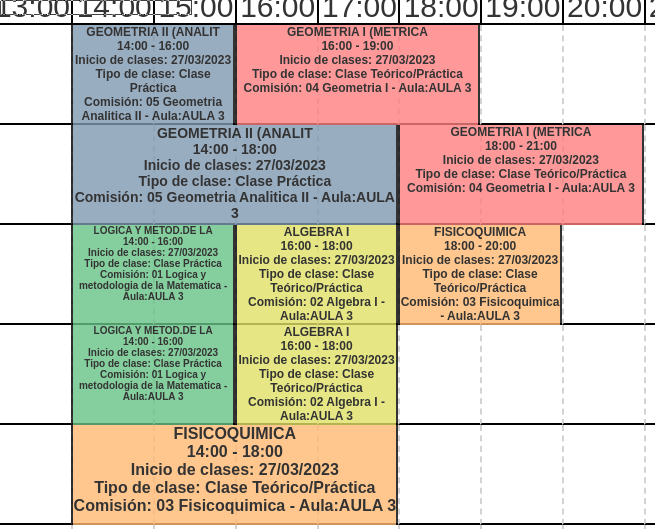 13:00 14:00 15:00 16:00 17:00 18:00 19:00 20:00
GEOMETRIA II (ANALIT
14:00 - 16:00
Inicio de clases: 27/03/2023
Tipo de clase: Clase
Práctica
Comisión: 05 Geometria
Analitica II - Aula:AULA 3
GEOMETRIA I (METRICA
16:00 - 19:00
Inicio de clases: 27/03/2023
Tipo de clase: Clase Teórico/Práctica
Comisión: 04 Geometria I - Aula:AULA 3
GEOMETRIA II (ANALIT
14:00 - 18:00
Inicio de clases: 27/03/2023
Tipo de clase: Clase Práctica
Comisión: 05 Geometria Analitica II - Aula:AULA
3
GEOMETRIA I (METRICA
18:00 - 21:00
Inicio de clases: 27/03/2023
Tipo de clase: Clase Teórico/Práctica
Comisión: 04 Geometria I - Aula:AULA 3
LOGICA Y METOD.DE LA
14:00 - 16:00
Inicio de clases: 27/03/2023
Tipo de clase: Clase Práctica
Comisión: 01 Logica y
metodologia de la Matematica -
Aula:AULA 3
ALGEBRA I
16:00 - 18:00
Inicio de clases: 27/03/2023
Tipo de clase: Clase
Teórico/Práctica
Comisión: 02 Algebra I -
Aula:AULA 3
FISICOQUIMICA
18:00 - 20:00
Inicio de clases: 27/03/2023
Tipo de clase: Clase
Teórico/Práctica
Comisión: 03 Fisicoquimica
- Aula:AULA 3
LOGICA Y METOD.DE LA
14:00 - 16:00
Inicio de clases: 27/03/2023
Tipo de clase: Clase Práctica
Comisión: 01 Logica y
metodologia de la Matematica -
Aula:AULA 3
ALGEBRA I
16:00 - 18:00
Inicio de clases: 27/03/2023
Tipo de clase: Clase
Teórico/Práctica
Comisión: 02 Algebra I -
Aula:AULA 3
FISICOQUIMICA
14:00 - 18:00
Inicio de clases: 27/03/2023
Tipo de clase: Clase Teórico/Práctica
Comisión: 03 Fisicoquimica - Aula:AULA 3